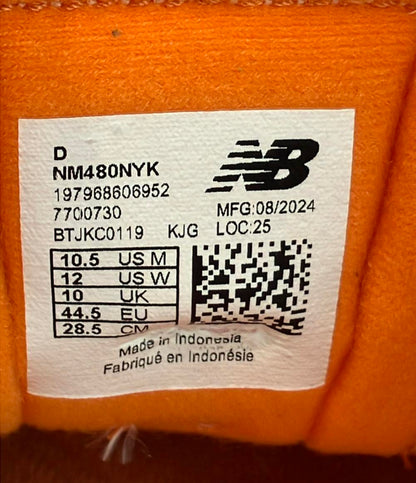 D
NM480NYK
NB
197968606952
7700730
MFG:08/2024
BTJKC0119 KJG LOC:25
10.5 US M
12 US W
10 UK
44.5 EU
28.5 CM
Made in Indonesia
Fabriqué en Indonésie